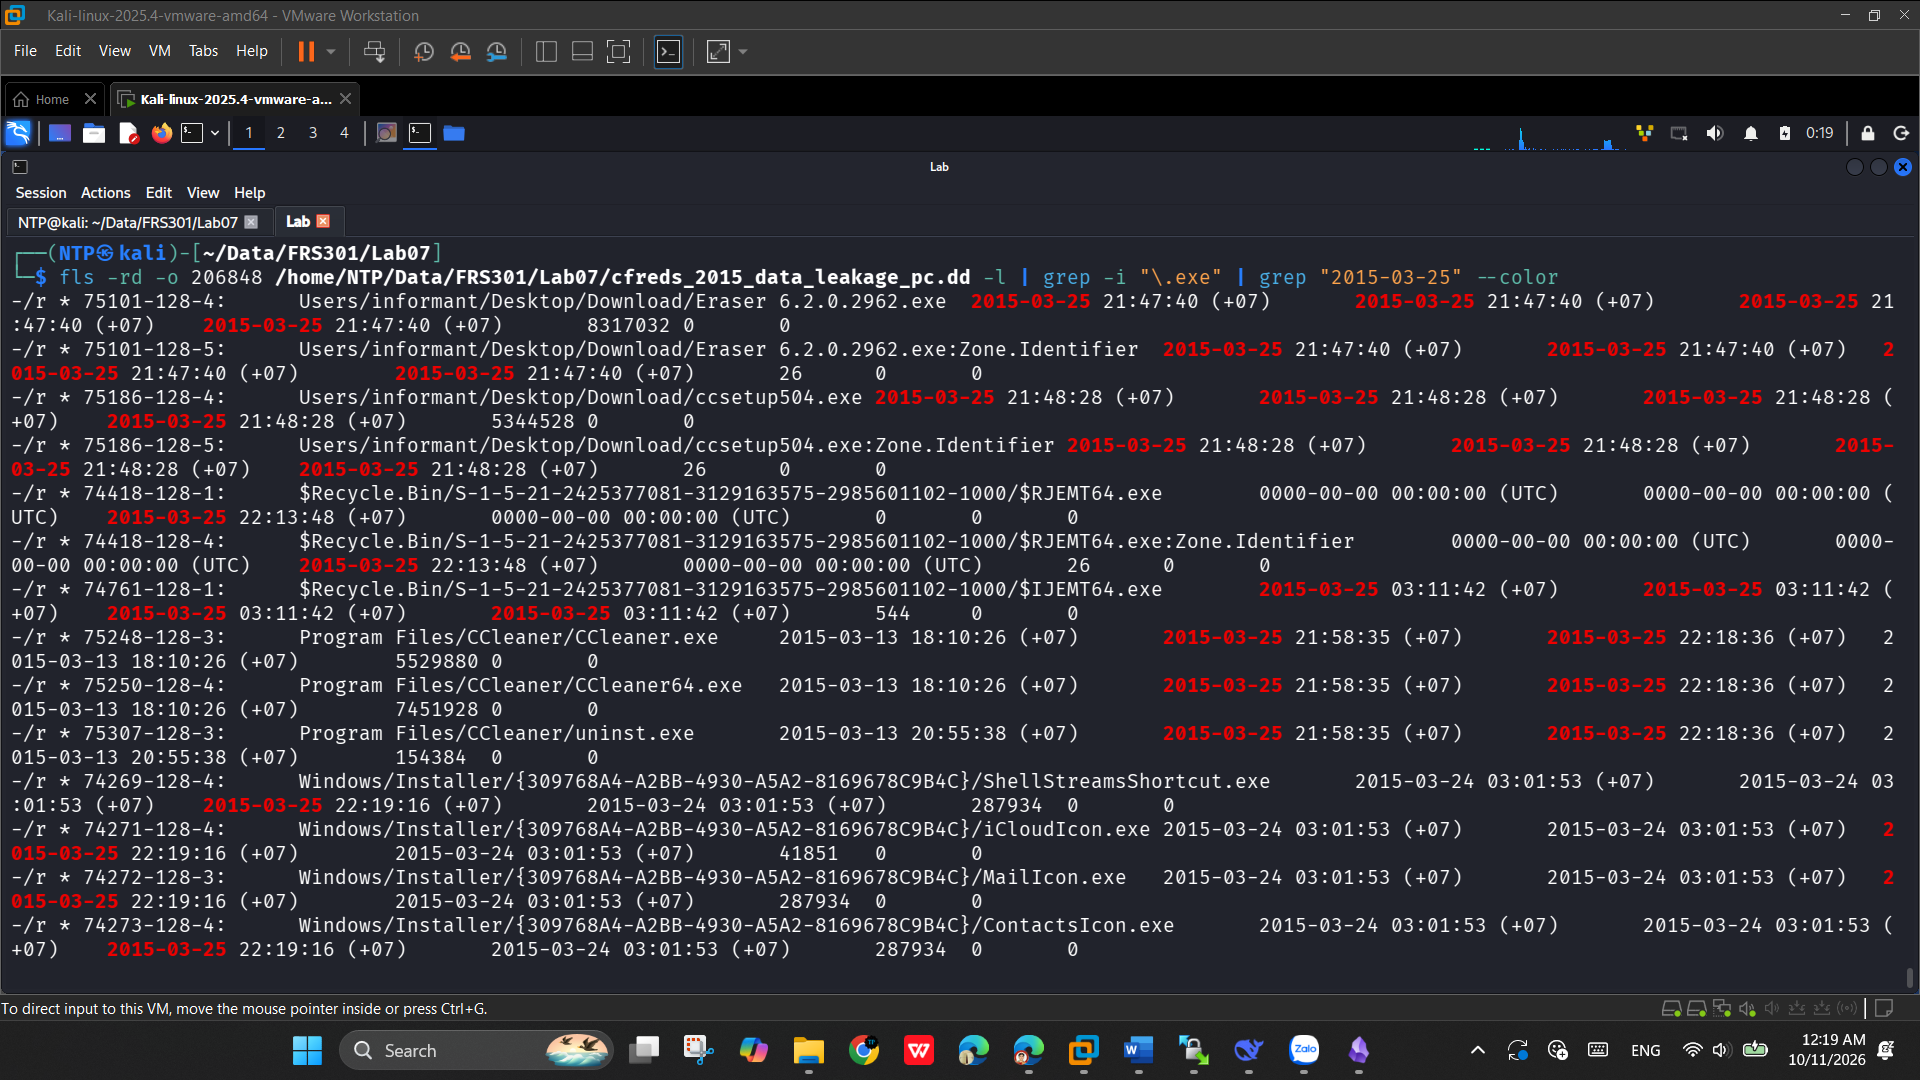 Kali-linux-2025.4-vmware-amd64 - VMware Workstation
File Edit View VM Tabs Help
Home
Kali-linux-2025.4-vmware-a...
1 2 3 4
0:19
Lab
Session Actions Edit View Help
NTP@kali: ~/Data/FRS301/Lab07
Lab
┌──(NTP㉿kali)-[~/Data/FRS301/Lab07]
└─$ fls -rd -o 206848 /home/NTP/Data/FRS301/Lab07/cfreds_2015_data_leakage_pc.dd -l | grep -i "\.exe" | grep "2015-03-25" --color
-/r * 75101-128-4: Users/informant/Desktop/Download/Eraser 6.2.0.2962.exe 2015-03-25 21:47:40 (+07) 2015-03-25 21:47:40 (+07) 2015-03-25 21
:47:40 (+07) 2015-03-25 21:47:40 (+07) 8317032 0 0
-/r * 75101-128-5: Users/informant/Desktop/Download/Eraser 6.2.0.2962.exe:Zone.Identifier 2015-03-25 21:47:40 (+07) 2015-03-25 21:47:40 (+07) 2
015-03-25 21:47:40 (+07) 2015-03-25 21:47:40 (+07) 26 0 0
-/r * 75186-128-4: Users/informant/Desktop/Download/ccsetup504.exe 2015-03-25 21:48:28 (+07) 2015-03-25 21:48:28 (+07) 2015-03-25 21:48:28 (
+07) 2015-03-25 21:48:28 (+07) 5344528 0 0
-/r * 75186-128-5: Users/informant/Desktop/Download/ccsetup504.exe:Zone.Identifier 2015-03-25 21:48:28 (+07) 2015-03-25 21:48:28 (+07) 2015-
03-25 21:48:28 (+07) 2015-03-25 21:48:28 (+07) 26 0 0
-/r * 74418-128-1: $Recycle.Bin/S-1-5-21-2425377081-3129163575-2985601102-1000/$RJEMT64.exe 0000-00-00 00:00:00 (UTC) 0000-00-00 00:00:00 (
UTC) 2015-03-25 22:13:48 (+07) 0000-00-00 00:00:00 (UTC) 0 0 0
-/r * 74418-128-4: $Recycle.Bin/S-1-5-21-2425377081-3129163575-2985601102-1000/$RJEMT64.exe:Zone.Identifier 0000-00-00 00:00:00 (UTC) 0000-
00-00 00:00:00 (UTC) 2015-03-25 22:13:48 (+07) 0000-00-00 00:00:00 (UTC) 26 0 0
-/r * 74761-128-1: $Recycle.Bin/S-1-5-21-2425377081-3129163575-2985601102-1000/$IJEMT64.exe 2015-03-25 03:11:42 (+07) 2015-03-25 03:11:42 (
+07) 2015-03-25 03:11:42 (+07) 2015-03-25 03:11:42 (+07) 544 0 0
-/r * 75248-128-3: Program Files/CCleaner/CCleaner.exe 2015-03-13 18:10:26 (+07) 2015-03-25 21:58:35 (+07) 2015-03-25 22:18:36 (+07) 2
015-03-13 18:10:26 (+07) 5529880 0 0
-/r * 75250-128-4: Program Files/CCleaner/CCleaner64.exe 2015-03-13 18:10:26 (+07) 2015-03-25 21:58:35 (+07) 2015-03-25 22:18:36 (+07) 2
015-03-13 18:10:26 (+07) 7451928 0 0
-/r * 75307-128-3: Program Files/CCleaner/uninst.exe 2015-03-13 20:55:38 (+07) 2015-03-25 21:58:35 (+07) 2015-03-25 22:18:36 (+07) 2
015-03-13 20:55:38 (+07) 154384 0 0
-/r * 74269-128-4: Windows/Installer/{309768A4-A2BB-4930-A5A2-8169678C9B4C}/ShellStreamsShortcut.exe 2015-03-24 03:01:53 (+07) 2015-03-24 03
:01:53 (+07) 2015-03-25 22:19:16 (+07) 2015-03-24 03:01:53 (+07) 287934 0 0
-/r * 74271-128-4: Windows/Installer/{309768A4-A2BB-4930-A5A2-8169678C9B4C}/iCloudIcon.exe 2015-03-24 03:01:53 (+07) 2015-03-24 03:01:53 (+07) 2
015-03-25 22:19:16 (+07) 2015-03-24 03:01:53 (+07) 41851 0 0
-/r * 74272-128-3: Windows/Installer/{309768A4-A2BB-4930-A5A2-8169678C9B4C}/MailIcon.exe 2015-03-24 03:01:53 (+07) 2015-03-24 03:01:53 (+07) 2
015-03-25 22:19:16 (+07) 2015-03-24 03:01:53 (+07) 287934 0 0
-/r * 74273-128-4: Windows/Installer/{309768A4-A2BB-4930-A5A2-8169678C9B4C}/ContactsIcon.exe 2015-03-24 03:01:53 (+07) 2015-03-24 03:01:53 (
+07) 2015-03-25 22:19:16 (+07) 2015-03-24 03:01:53 (+07) 287934 0 0
To direct input to this VM, move the mouse pointer inside or press Ctrl+G.
Search
Zalo
ENG
12:19 AM
10/11/2026